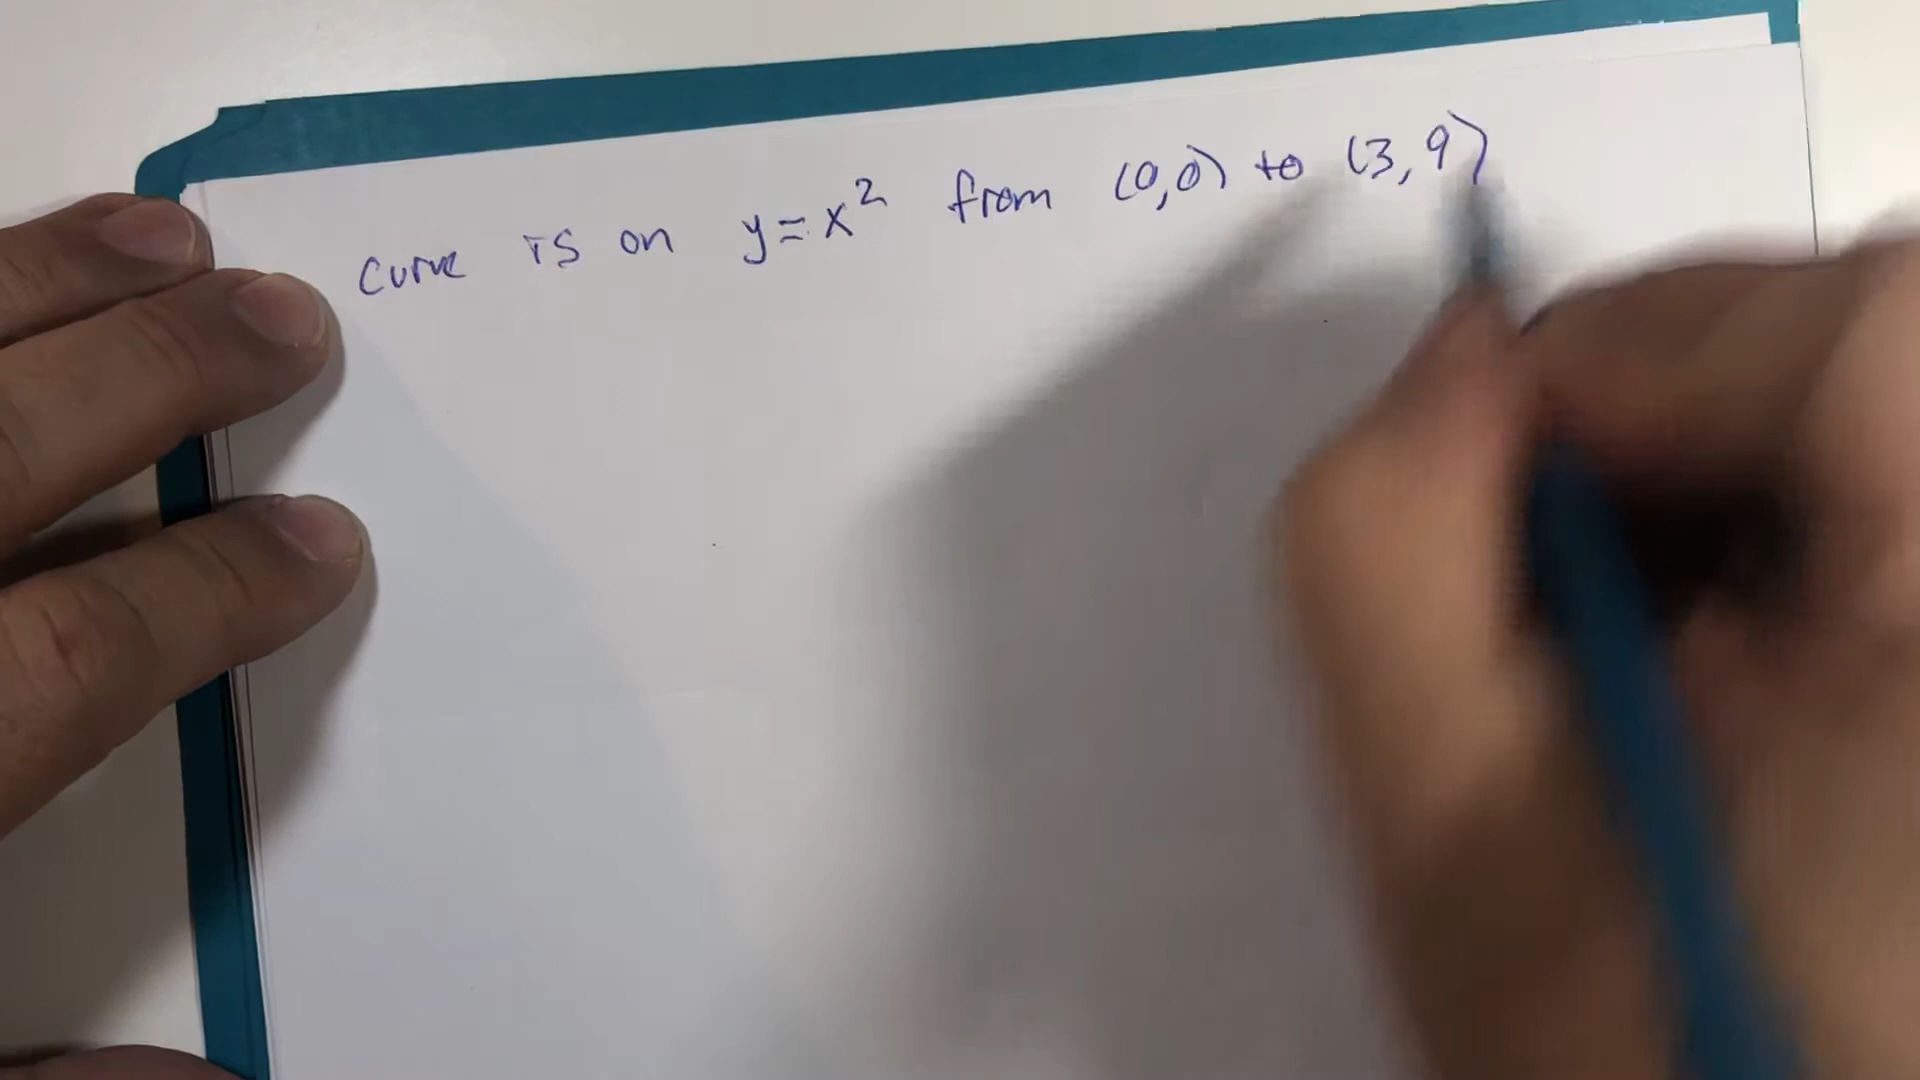 curve is on y=x² from (0,0) to (3,9)